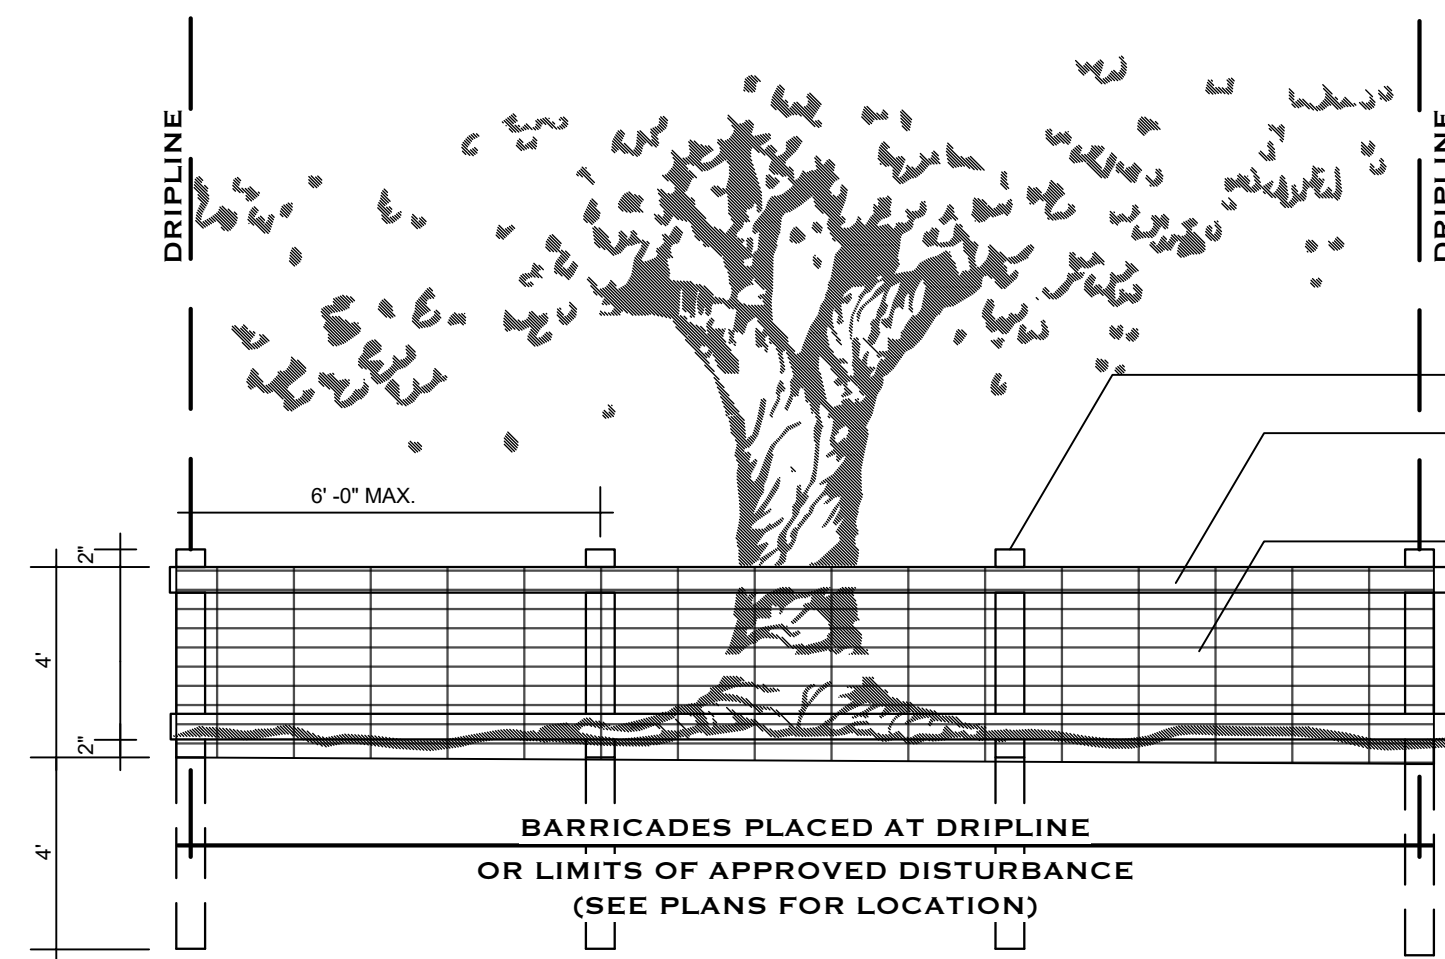 DRIPLINE
DRIPLINE
6' -0" MAX.
2"
4'
2"
4'
BARRICADES PLACED AT DRIPLINE
OR LIMITS OF APPROVED DISTURBANCE
(SEE PLANS FOR LOCATION)